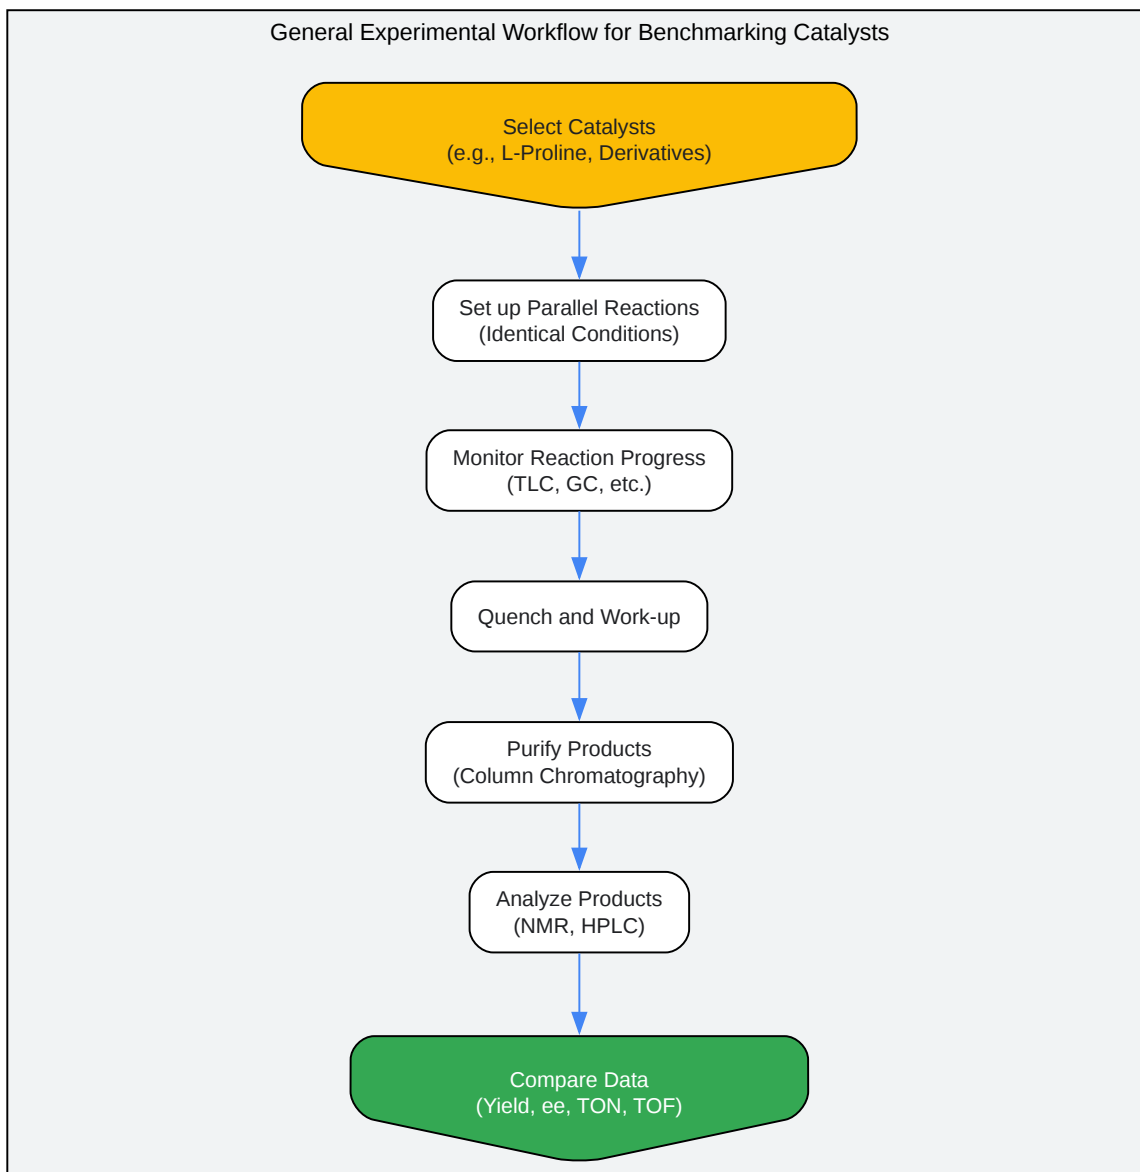 General Experimental Workflow for Benchmarking Catalysts
Select Catalysts
(e.g., L-Proline, Derivatives)
Set up Parallel Reactions
(Identical Conditions)
Monitor Reaction Progress
(TLC, GC, etc.)
Quench and Work-up
Purify Products
(Column Chromatography)
Analyze Products
(NMR, HPLC)
Compare Data
(Yield, ee, TON, TOF)